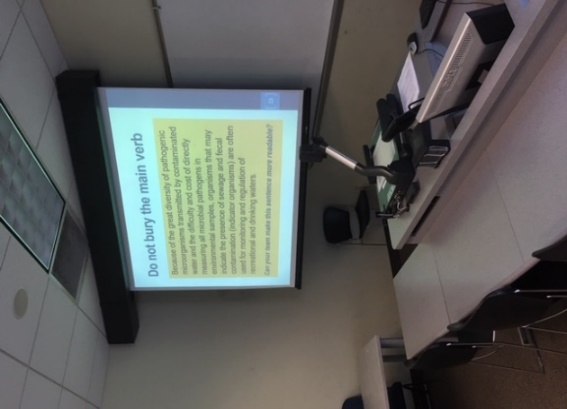 Do not bury the main verb
Because of the great diversity of pathogenic
microorganisms transmitted by contaminated
water and the difficulty and cost of directly
measuring all microbial pathogens in
environmental samples, organisms that may
indicate the presence of sewage and fecal
contamination (indicator organisms) are often
used for monitoring and regulation of
recreational and drinking waters.
Can your team make this sentence more readable?